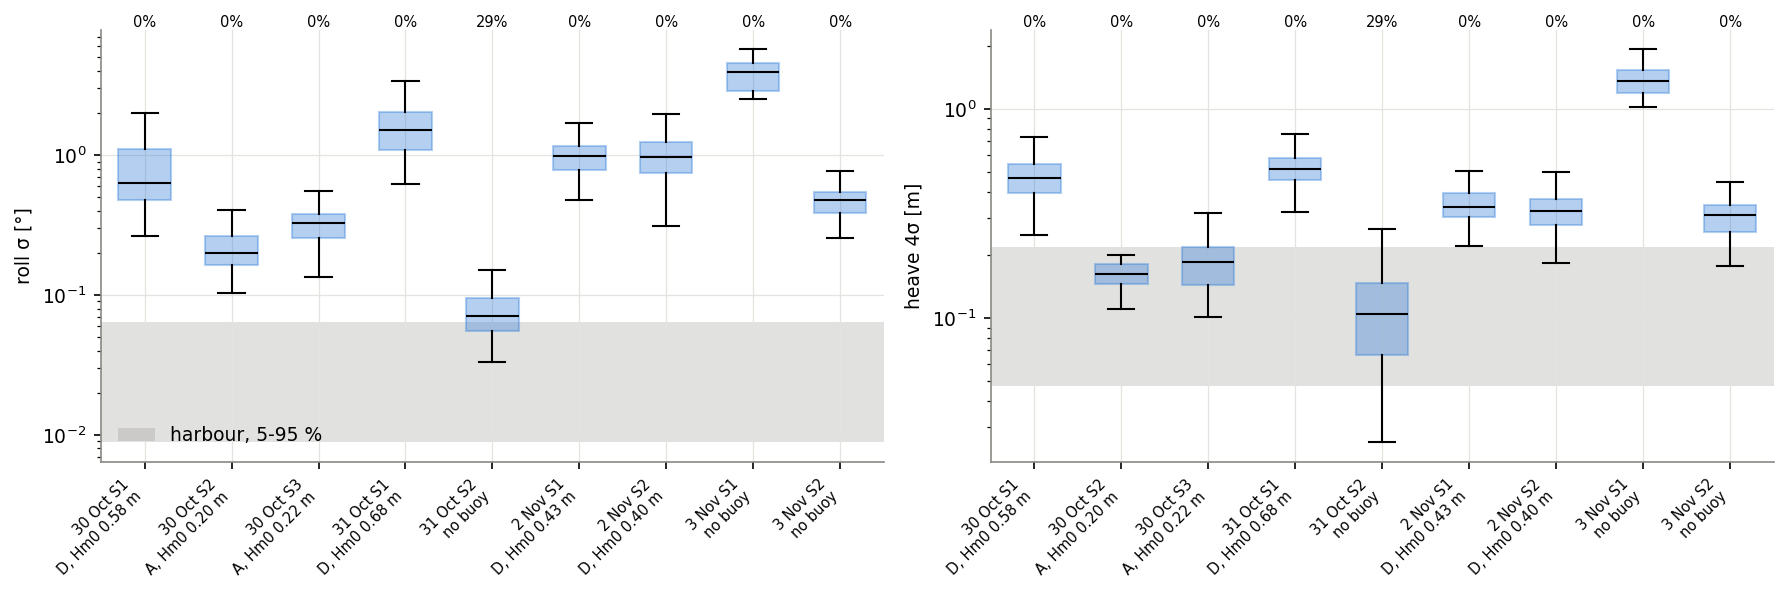 0% 0% 0% 0% 29% 0% 0% 0% 0%
roll σ [°]
10⁰
10⁻¹
10⁻²
harbour, 5-95 %
30 Oct S1
D, Hm0 0.58 m
30 Oct S2
A, Hm0 0.20 m
30 Oct S3
A, Hm0 0.22 m
31 Oct S1
D, Hm0 0.68 m
31 Oct S2
no buoy
2 Nov S1
D, Hm0 0.43 m
2 Nov S2
D, Hm0 0.40 m
3 Nov S1
no buoy
3 Nov S2
no buoy
0% 0% 0% 0% 29% 0% 0% 0% 0%
heave 4σ [m]
10⁰
10⁻¹
30 Oct S1
D, Hm0 0.58 m
30 Oct S2
A, Hm0 0.20 m
30 Oct S3
A, Hm0 0.22 m
31 Oct S1
D, Hm0 0.68 m
31 Oct S2
no buoy
2 Nov S1
D, Hm0 0.43 m
2 Nov S2
D, Hm0 0.40 m
3 Nov S1
no buoy
3 Nov S2
no buoy